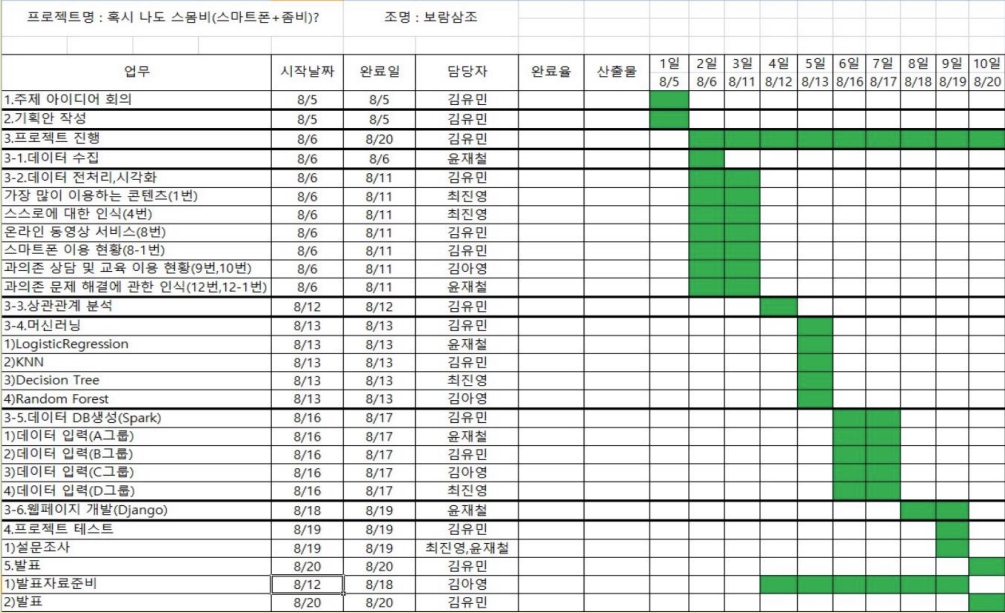 프로젝트명 : 혹시 나도 스몸비(스마트폰+좀비)? 조명 : 보람삼조
업무 시작날짜 완료일 담당자 완료율 산출물 1일 2일 3일 4일 5일 6일 7일 8일 9일 10일
8/5 8/6 8/11 8/12 8/13 8/16 8/17 8/18 8/19 8/20
1.주제 아이디어 회의 8/5 8/5 김유민
2.기획안 작성 8/5 8/5 김유민
3.프로젝트 진행 8/6 8/20 김유민
3-1.데이터 수집 8/6 8/6 윤재철
3-2.데이터 전처리,시각화 8/6 8/11 김유민
가장 많이 이용하는 콘텐츠(1번) 8/6 8/11 최진영
스스로에 대한 인식(4번) 8/6 8/11 최진영
온라인 동영상 서비스(8번) 8/6 8/11 김유민
스마트폰 이용 현황(8-1번) 8/6 8/11 김유민
과의존 상담 및 교육 이용 현황(9번,10번) 8/6 8/11 김아영
과의존 문제 해결에 관한 인식(12번,12-1번) 8/6 8/11 윤재철
3-3.상관관계 분석 8/12 8/12 김유민
3-4.머신러닝 8/13 8/13 김유민
1)LogisticRegression 8/13 8/13 윤재철
2)KNN 8/13 8/13 김유민
3)Decision Tree 8/13 8/13 최진영
4)Random Forest 8/13 8/13 김아영
3-5.데이터 DB생성(Spark) 8/16 8/17 김유민
1)데이터 입력(A그룹) 8/16 8/17 윤재철
2)데이터 입력(B그룹) 8/16 8/17 김유민
3)데이터 입력(C그룹) 8/16 8/17 김아영
4)데이터 입력(D그룹) 8/16 8/17 최진영
3-6.웹페이지 개발(Django) 8/18 8/19 윤재철
4.프로젝트 테스트 8/19 8/19 김유민
1)설문조사 8/19 8/19 최진영,윤재철
5.발표 8/20 8/20 김유민
1)발표자료준비 8/12 8/18 김아영
2)발표 8/20 8/20 김유민